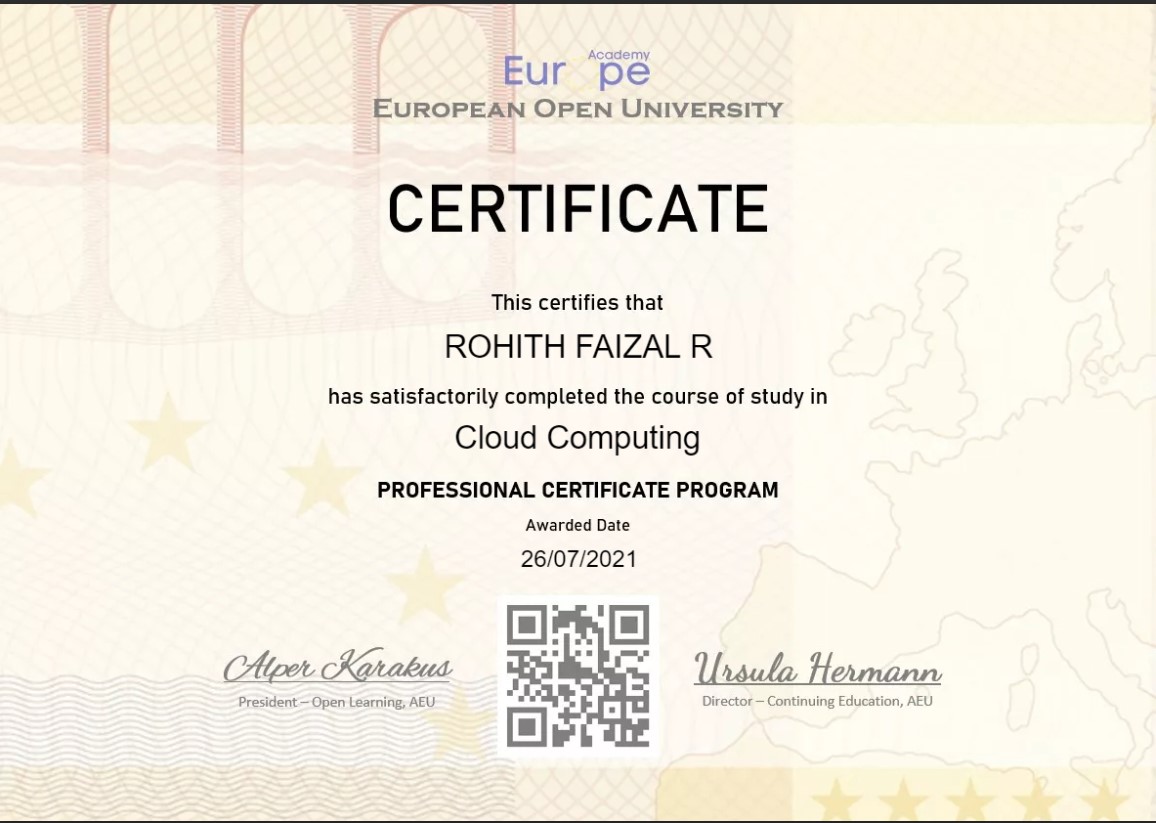 Academy
Eur pe
EUROPEAN OPEN UNIVERSITY
CERTIFICATE
This certifies that
ROHITH FAIZAL R
has satisfactorily completed the course of study in
Cloud Computing
PROFESSIONAL CERTIFICATE PROGRAM
Awarded Date
26/07/2021
Alper Karakus
President – Open Learning, AEU
Ursula Hermann
Director – Continuing Education, AEU